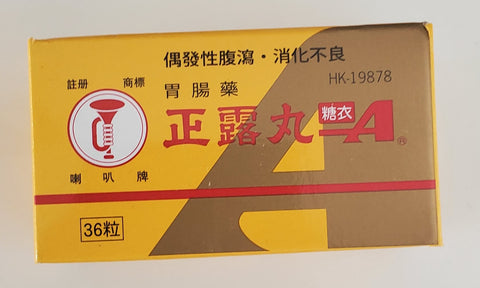 偶發性腹瀉・消化不良
HK-19878
註册 商標
胃腸藥
正露丸糖衣A®
喇叭牌
36粒